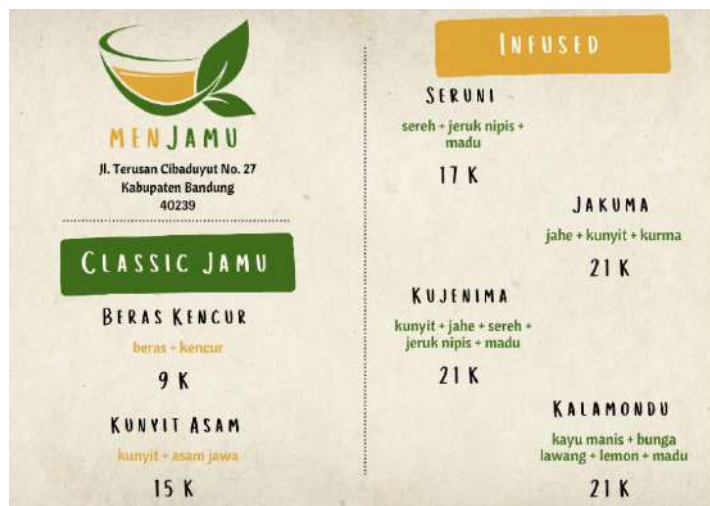 MENJAMU
Jl. Terusan Cibaduyut No. 27
Kabupaten Bandung
40239
CLASSIC JAMU
BERAS KENCUR
beras + kencur
9 K
KUNYIT ASAM
kunyit + asam jawa
15 K
INFUSED
SERUNI
sereh + jeruk nipis +
madu
17 K
JAKUMA
jahe + kunyit + kurma
21 K
KUJENIMA
kunyit + jahe + sereh +
jeruk nipis + madu
21 K
KALAMONDU
kayu manis + bunga
lawang + lemon + madu
21 K